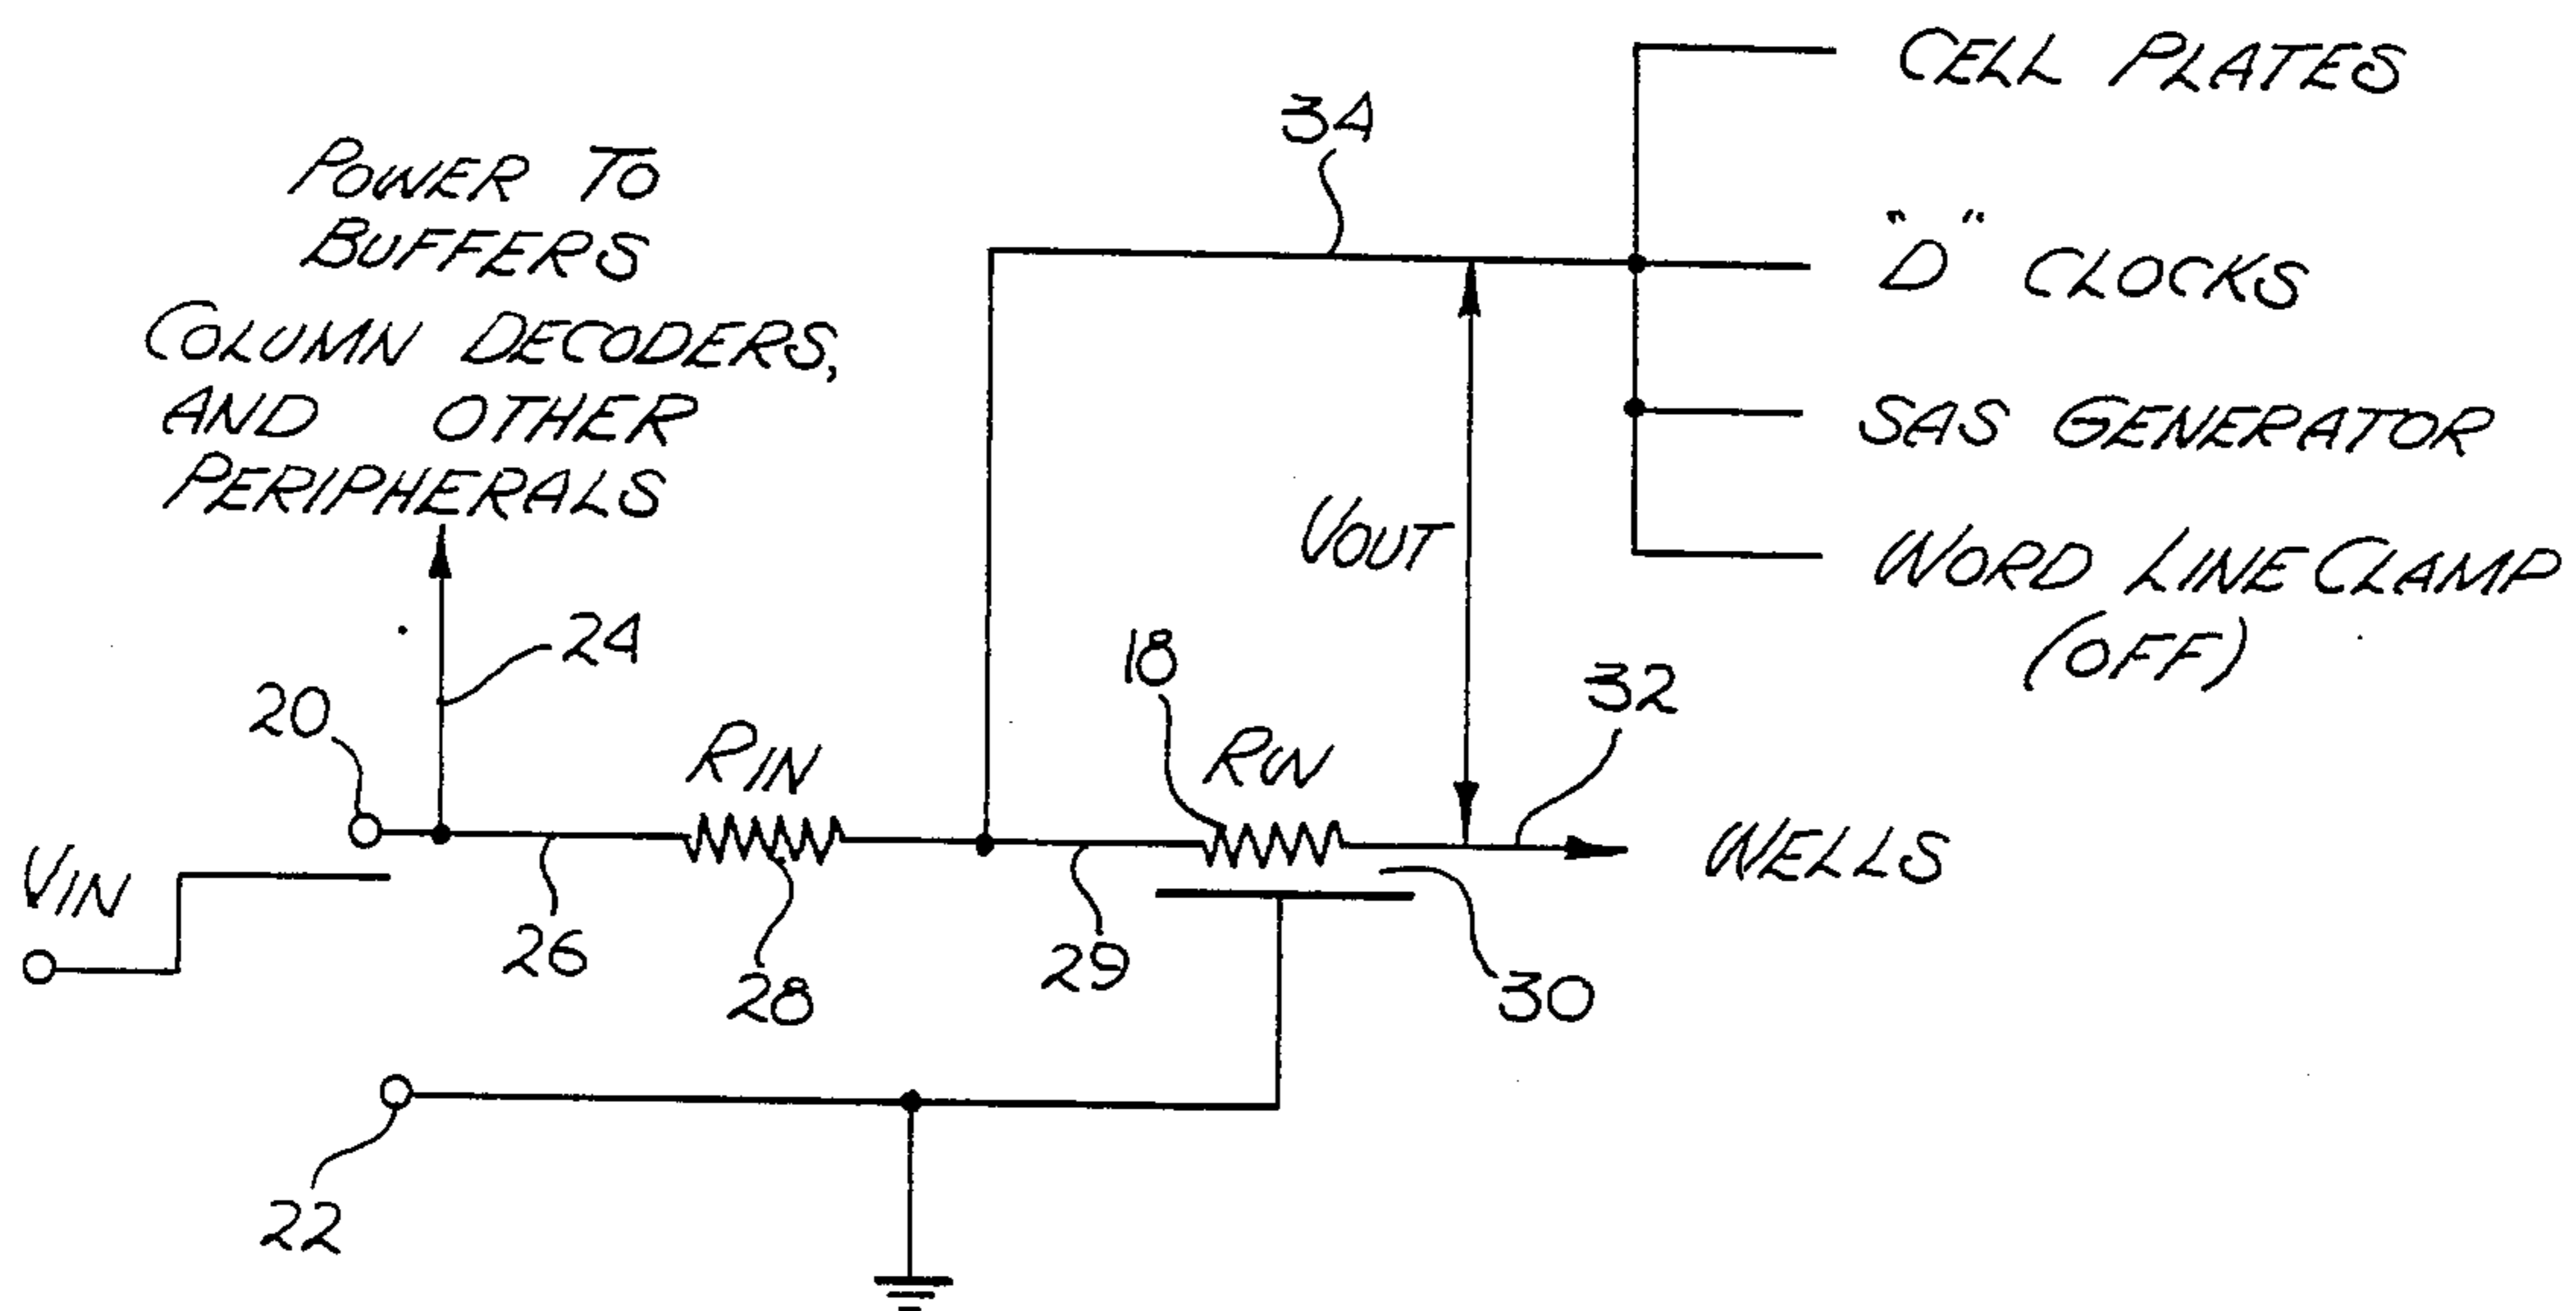 POWER TO
BUFFERS
COLUMN DECODERS,
AND OTHER
PERIPHERALS
CELL PLATES
"D" CLOCKS
SAS GENERATOR
WORD LINE CLAMP
(OFF)
34
VOUT
24
20
18
32
RIN
RW
WELLS
VIN
26
28
29
30
22